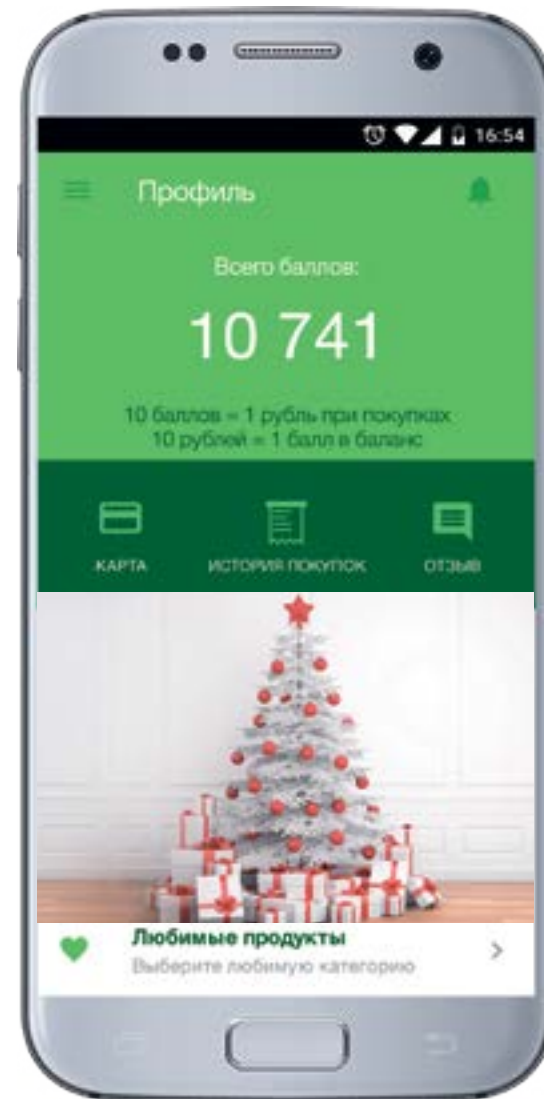 16:54
Профиль
Всего баллов:
10 741
10 баллов = 1 рубль при покупках
10 рублей = 1 балл в баланс
КАРТА
ИСТОРИЯ ПОКУПОК
ОТЗЫВ
Любимые продукты
Выберите любимую категорию